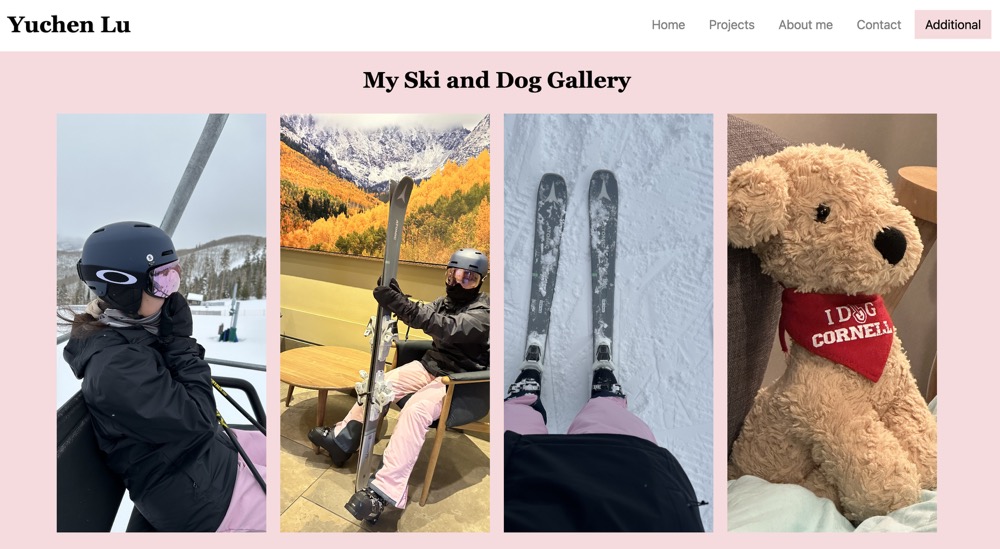 Yuchen Lu
Home
Projects
About me
Contact
Additional
My Ski and Dog Gallery
I DOG
CORNELL